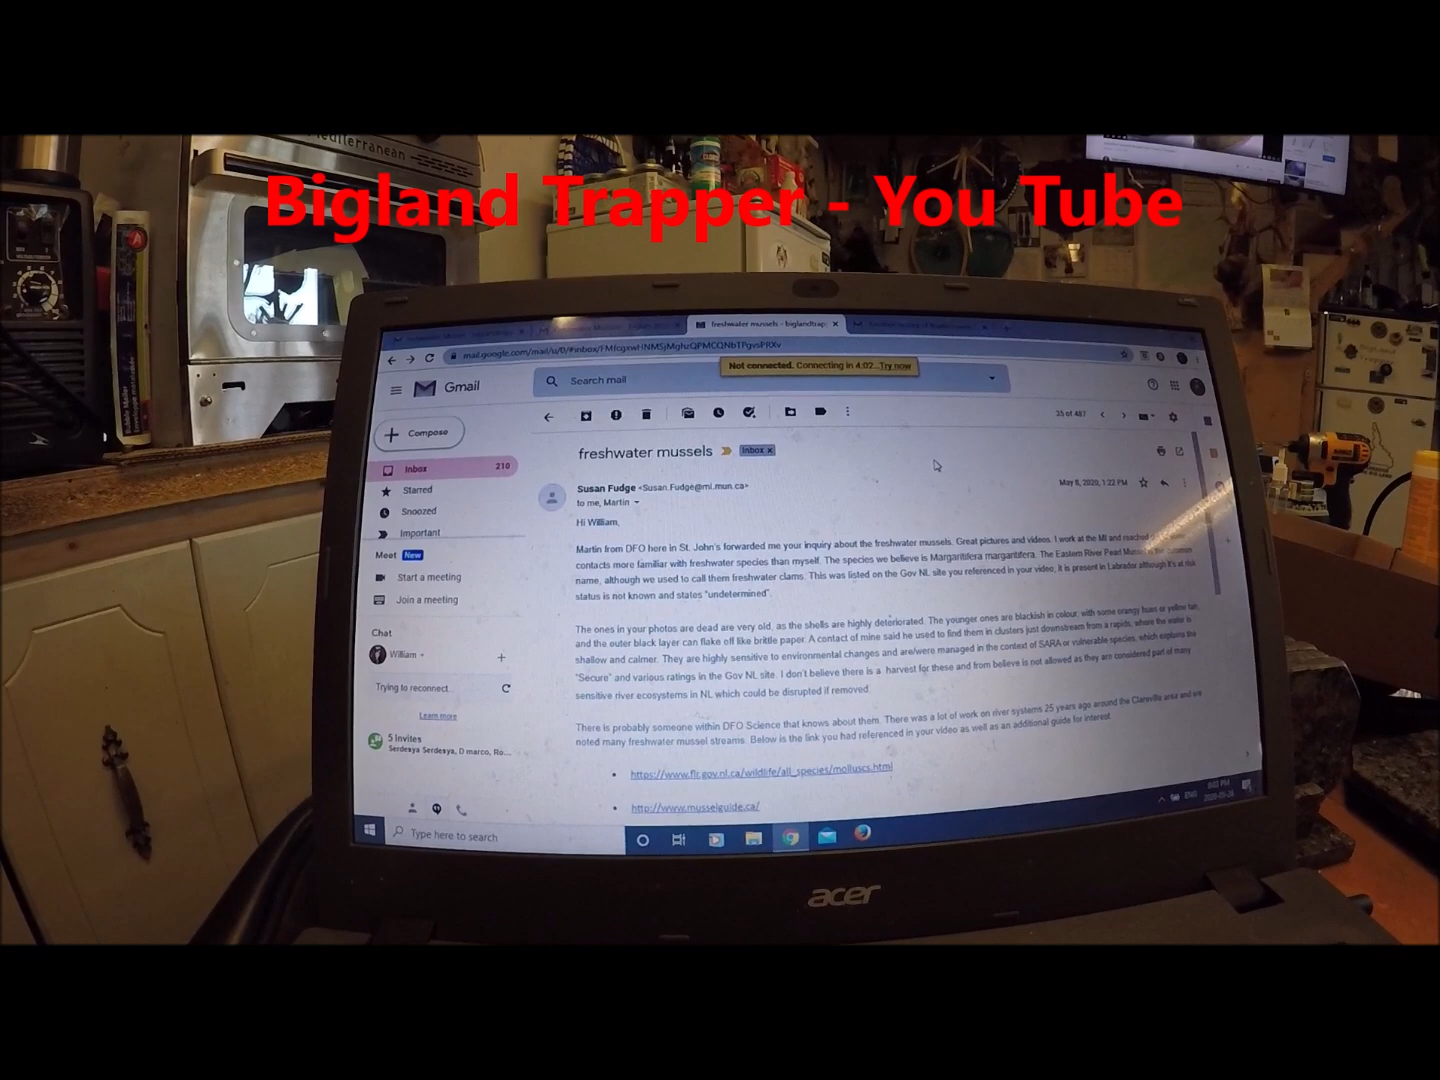 Mediterranean
Bigland Trapper - You Tube
freshwater mussels - biglandtrap
mail.google.com/mail/u/0/#inbox/FMfcgxwHNMSjMghzQPMCQNbTPgvsPRXv
Not connected. Connecting in 4:02... Try now
Gmail
Search mail
Compose
35 of 487
Inbox 210
Starred
Snoozed
Important
Meet New
Start a meeting
Join a meeting
Chat
William
Trying to reconnect
Learn more
5 Invites
Serdesya Serdesya, D marco, Ro...
freshwater mussels Inbox x
Susan Fudge <Susan.Fudge@mi.mun.ca>
May 8, 2020, 1:22 PM
to me, Martin
Hi William,
Martin from DFO here in St. John's forwarded me your inquiry about the freshwater mussels. Great pictures and videos. I work at the MI and reached
contacts more familiar with freshwater species than myself. The species we believe is Margaritifera margaritifera. The Eastern River Pearl Mussel is the common
name, although we used to call them freshwater clams. This was listed on the Gov NL site you referenced in your video, it is present in Labrador although it's at risk
status is not known and states "undetermined".
The ones in your photos are dead are very old, as the shells are highly deteriorated. The younger ones are blackish in colour, with some orangy hues or yellow tan,
and the outer black layer can flake off like brittle paper. A contact of mine said he used to find them in clusters just downstream from a rapids, where the water is
shallow and calmer. They are highly sensitive to environmental changes and are/were managed in the context of SARA or vulnerable species, which explains the
"Secure" and various ratings in the Gov NL site. I don't believe there is a harvest for these and from believe is not allowed as they are considered part of many
sensitive river ecosystems in NL which could be disrupted if removed.
There is probably someone within DFO Science that knows about them. There was a lot of work on river systems 25 years ago around the Clareville area and we
noted many freshwater mussel streams. Below is the link you had referenced in your video as well as an additional guide for interest.
https://www.flr.gov.nl.ca/wildlife/all_species/molluscs.html
http://www.musselguide.ca/
Type here to search
ENG
8:03 PM
2020-05-26
acer